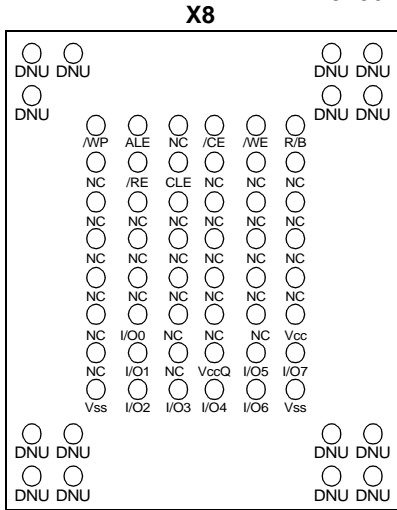 X8
DNU DNU DNU DNU
DNU DNU DNU
/WP ALE NC /CE /WE R/B
NC /RE CLE NC NC NC
NC NC NC NC NC NC
NC NC NC NC NC NC
NC NC NC NC NC NC
NC I/O0 NC NC NC Vcc
NC I/O1 NC VccQ I/O5 I/O7
Vss I/O2 I/O3 I/O4 I/O6 Vss
DNU DNU DNU DNU
DNU DNU DNU DNU